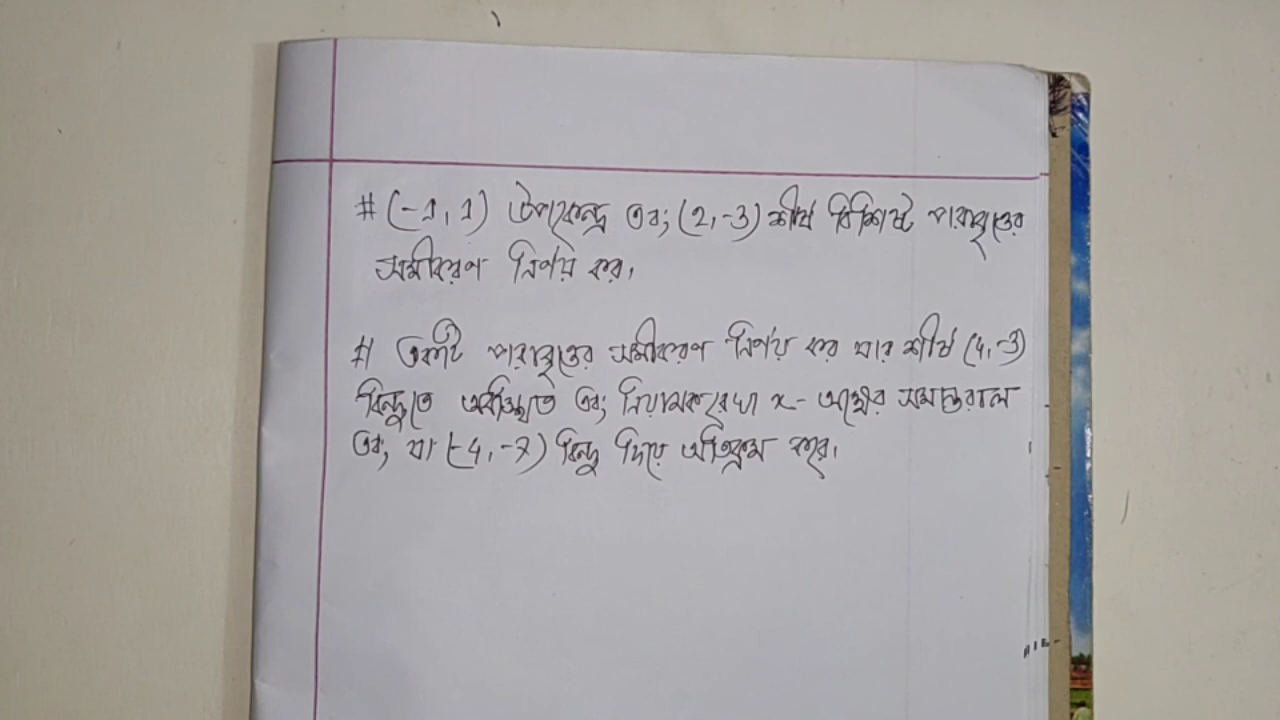 # (-1, 1) উপকেন্দ্র এবং (2, -3) শীর্ষ বিশিষ্ট পরাবৃত্তের
সমীকরণ নির্ণয় কর।
# একটি পরাবৃত্তের সমীকরণ নির্ণয় কর যার শীর্ষ (4, -3)
বিন্দুতে অবস্থিত এবং নিয়ামকরেখা x- অক্ষের সমান্তরাল
এবং যা (-4, -7) বিন্দু দিয়ে অতিক্রম করে।